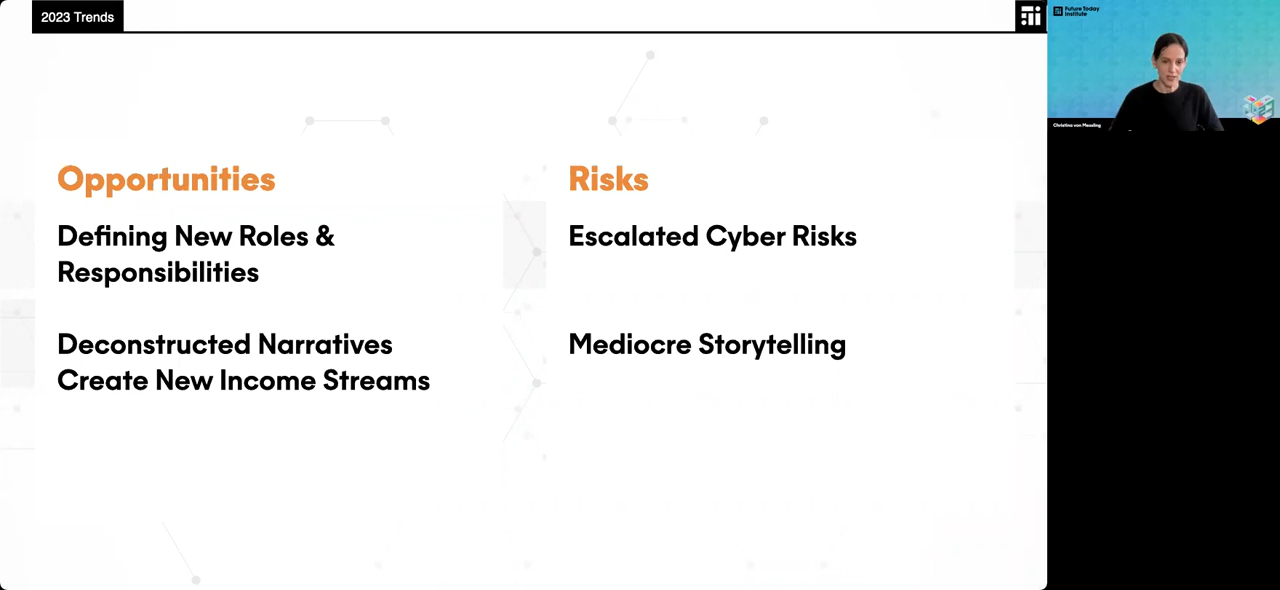 2023 Trends
Opportunities
Defining New Roles &
Responsibilities
Deconstructed Narratives
Create New Income Streams
Risks
Escalated Cyber Risks
Mediocre Storytelling
Future Today
Institute
Christina von Messling